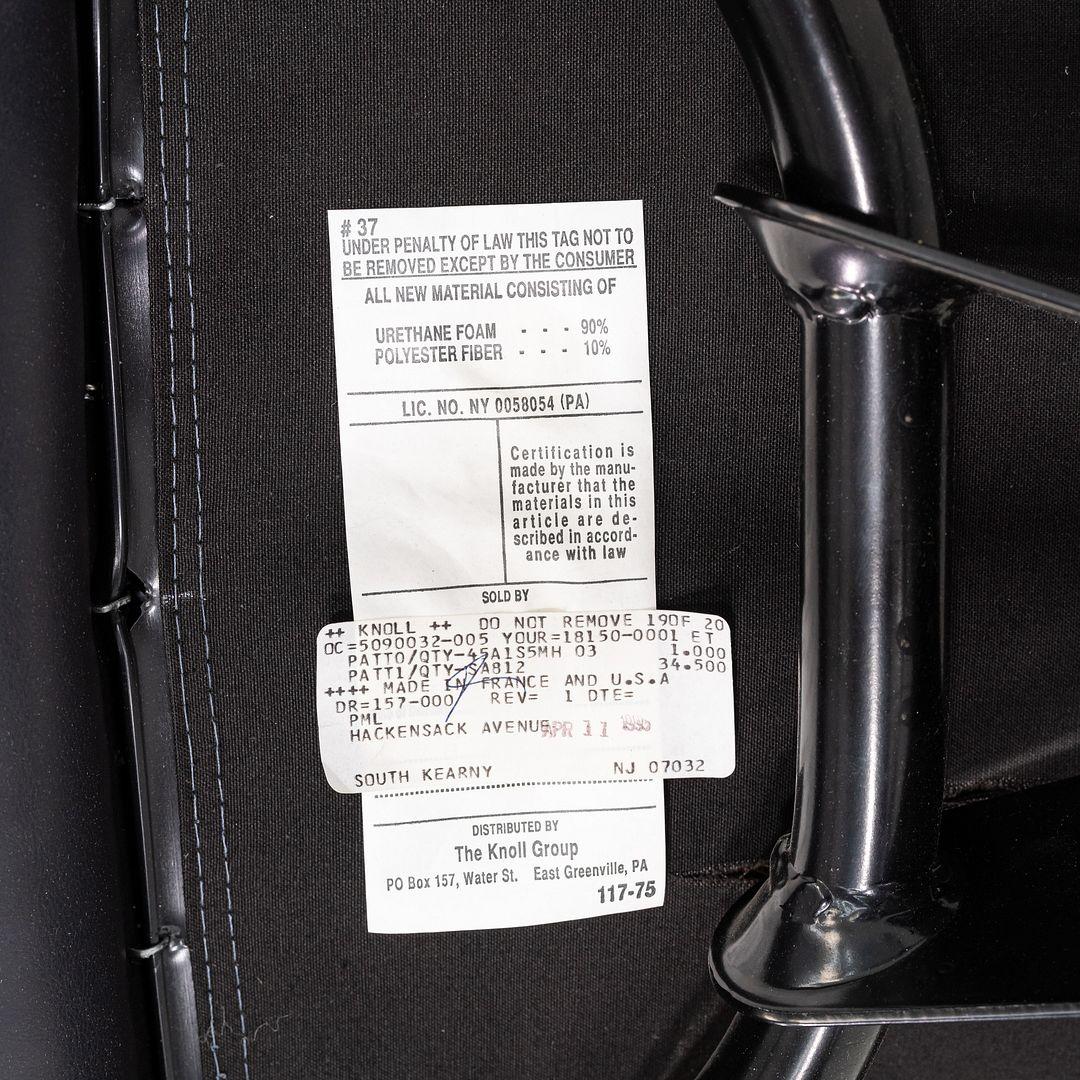 # 37
UNDER PENALTY OF LAW THIS TAG NOT TO
BE REMOVED EXCEPT BY THE CONSUMER
ALL NEW MATERIAL CONSISTING OF
URETHANE FOAM - - - 90%
POLYESTER FIBER - - - 10%
LIC. NO. NY 0058054 (PA)
Certification is
made by the manu-
facturer that the
materials in this
article are de-
scribed in accord-
ance with law
SOLD BY
++ KNOLL ++ DO NOT REMOVE 190F 20
OC=5090032-005 YOUR=18150-0001 ET
PATTO/QTY-45A1S5MH 03 1.000
PATT1/QTY-SA812 34.500
++++ MADE IN FRANCE AND U.S.A
DR=157-000 REV= 1 DTE=
PML
HACKENSACK AVENUE APR 11
SOUTH KEARNY NJ 07032
DISTRIBUTED BY
The Knoll Group
PO Box 157, Water St. East Greenville, PA
117-75